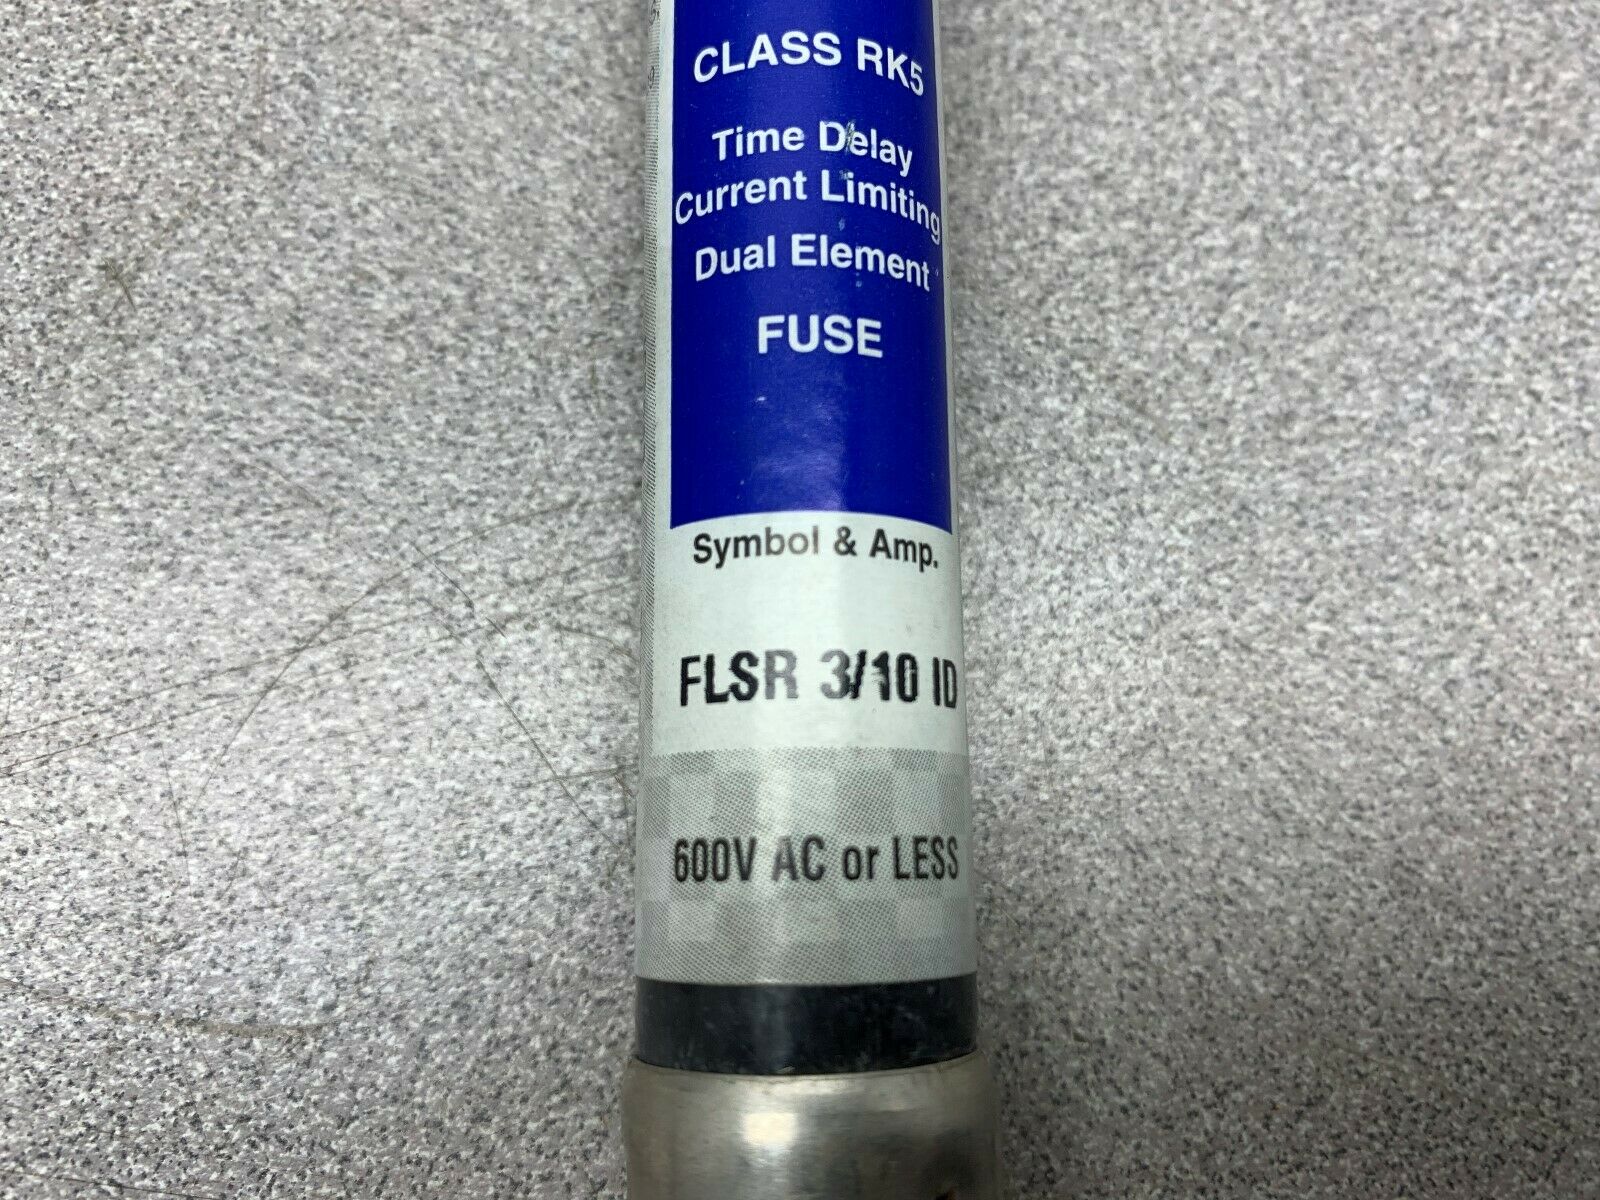 CLASS RK5
Time Delay
Current Limiting
Dual Element
FUSE
Symbol & Amp.
FLSR 3/10 ID
600V AC or LESS